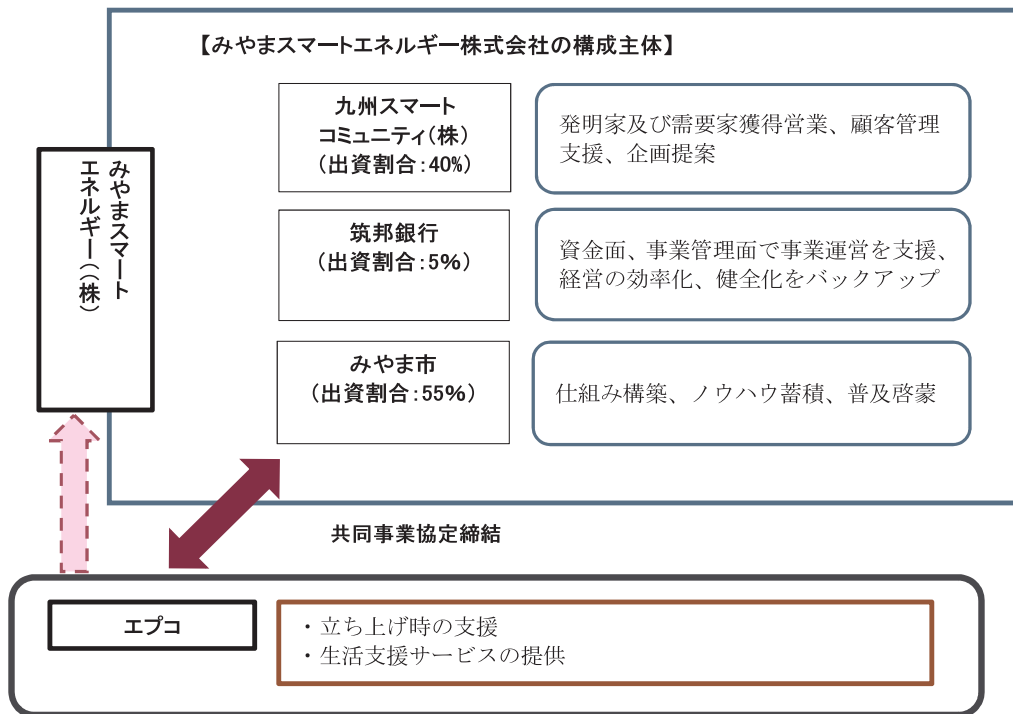 【みやまスマートエネルギー株式会社の構成主体】
九州スマート
コミュニティ(株)
(出資割合:40%)
発明家及び需要家獲得営業、顧客管理
支援、企画提案
みやまスマート
エネルギー((株)
筑邦銀行
(出資割合:5%)
資金面、事業管理面で事業運営を支援、
経営の効率化、健全化をバックアップ
みやま市
(出資割合:55%)
仕組み構築、ノウハウ蓄積、普及啓蒙
共同事業協定締結
エプコ
・立ち上げ時の支援
・生活支援サービスの提供